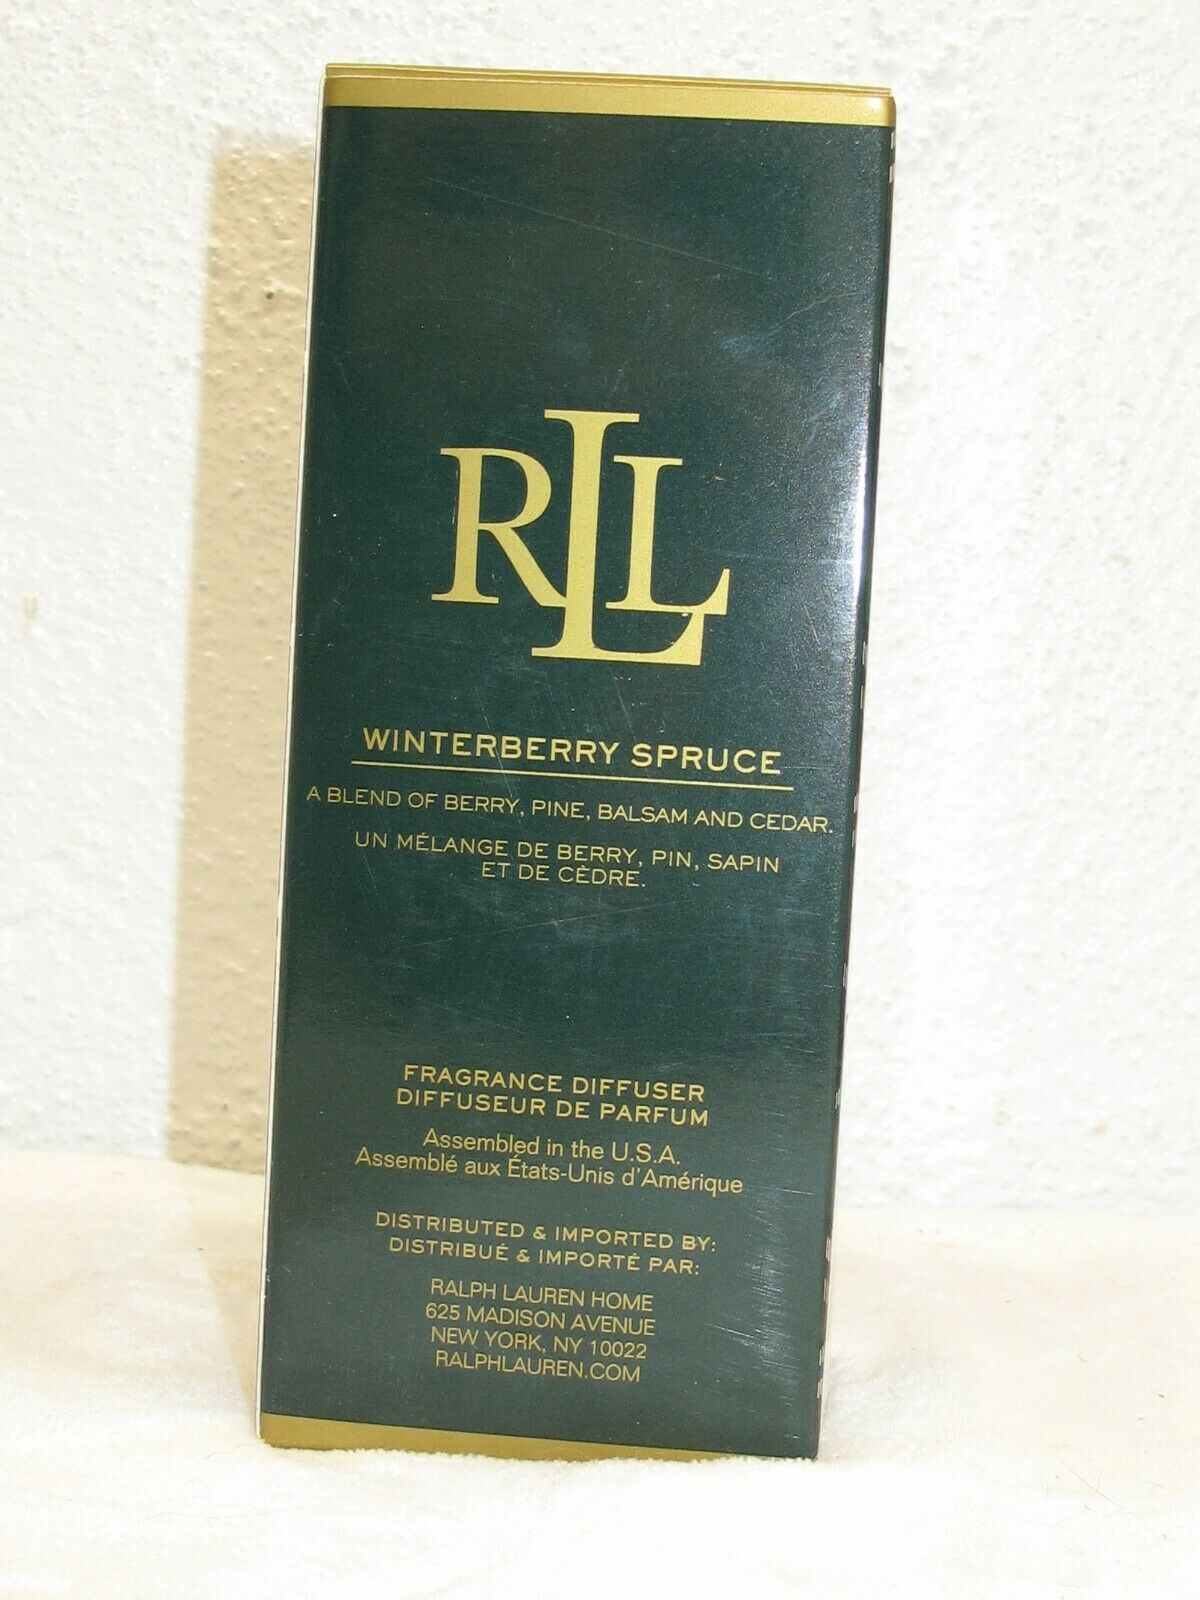 RLL
WINTERBERRY SPRUCE
A BLEND OF BERRY, PINE, BALSAM AND CEDAR.
UN MÉLANGE DE BERRY, PIN, SAPIN
ET DE CÈDRE.
FRAGRANCE DIFFUSER
DIFFUSEUR DE PARFUM
Assembled in the U.S.A.
Assemblé aux États-Unis d'Amérique
DISTRIBUTED & IMPORTED BY:
DISTRIBUÉ & IMPORTÉ PAR:
RALPH LAUREN HOME
625 MADISON AVENUE
NEW YORK, NY 10022
RALPHLAUREN.COM